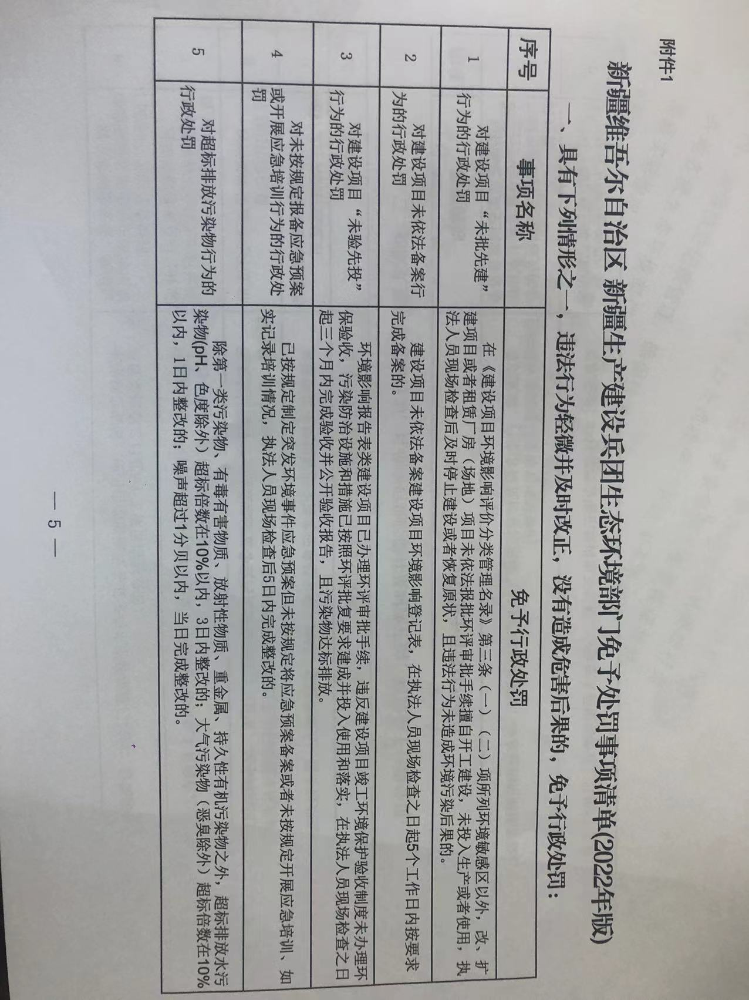 附件1
新疆维吾尔自治区 新疆生产建设兵团生态环境部门免予处罚事项清单(2022年版)
一、具有下列情形之一，违法行为轻微并及时改正，没有造成危害后果的，免予行政处罚：
序号
事项名称
免予行政处罚
1
对建设项目“未批先建”
行为的行政处罚
在《建设项目环境影响评价分类管理名录》第三条（一）（二）项所列环境敏感区以外，改、扩
建项目或者租赁厂房（场地）项目未依法报批环评审批手续擅自开工建设，未投入生产或者使用，执
法人员现场检查后及时停止建设或者恢复原状，且违法行为未造成环境污染后果的。
2
对建设项目未依法备案行
为的行政处罚
建设项目未依法备案建设项目环境影响登记表，在执法人员现场检查之日起5个工作日内按要求
完成备案的。
3
对建设项目“未验先投”
行为的行政处罚
环境影响报告表类建设项目已办理环评审批手续，违反建设项目竣工环境保护验收制度未办理环
保验收，污染防治设施和措施已按照环评批复要求建成并投入使用和落实，在执法人员现场检查之日
起三个月内完成验收并公开验收报告，且污染物达标排放。
4
对未按规定报备应急预案
或开展应急培训行为的行政处
罚
已按规定制定突发环境事件应急预案但未按规定将应急预案备案或者未按规定开展应急培训、如
实记录培训情况，执法人员现场检查后5日内完成整改的。
5
对超标排放污染物行为的
行政处罚
除第一类污染物、有毒有害物质、放射性物质、重金属、持久性有机污染物之外，超标排放水污
染物(pH、色度除外）超标倍数在10%以内，3日内整改的；大气污染物（恶臭除外）超标倍数在10%
以内，1日内整改的；噪声超过1分贝以内，当日完成整改的。
— 5 —